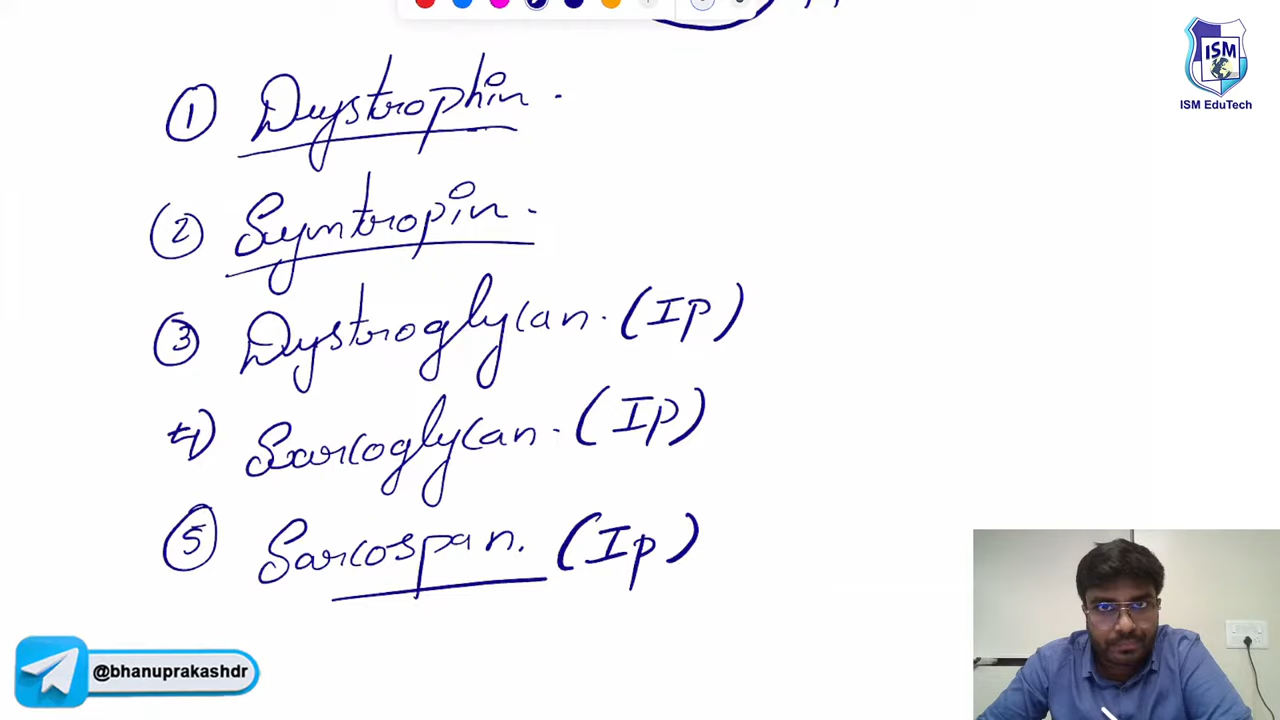 ISM
ISM EduTech
① Dystrophin.
② Syntropin.
③ Dystroglycan. (Ip)
4) Sarcoglycan. (Ip)
⑤ Sarcospan. (Ip)
@bhanuprakashdr